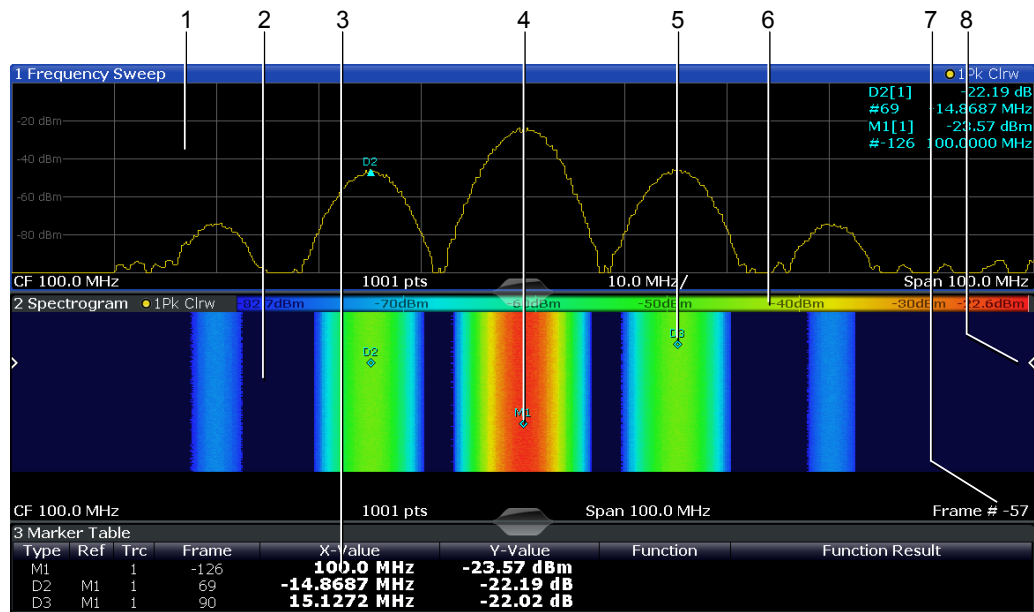 1 2 3 4 5 6 7 8
1 Frequency Sweep 1Pk Clrw
D2[1] -22.19 dB
#69 -14.8687 MHz
M1[1] -23.57 dBm
#-126 100.0000 MHz
-20 dBm
-40 dBm
D2
-60 dBm
-80 dBm
CF 100.0 MHz 1001 pts 10.0 MHz/ Span 100.0 MHz
2 Spectrogram 1Pk Clrw -82.7dBm -70dBm -60dBm -50dBm -40dBm -30dBm -22.6dBm
D3
D2
M1
CF 100.0 MHz 1001 pts Span 100.0 MHz Frame # -57
3 Marker Table
Type Ref Trc Frame X-Value Y-Value Function Function Result
M1 1 -126 100.0 MHz -23.57 dBm
D2 M1 1 69 -14.8687 MHz -22.19 dB
D3 M1 1 90 15.1272 MHz -22.02 dB